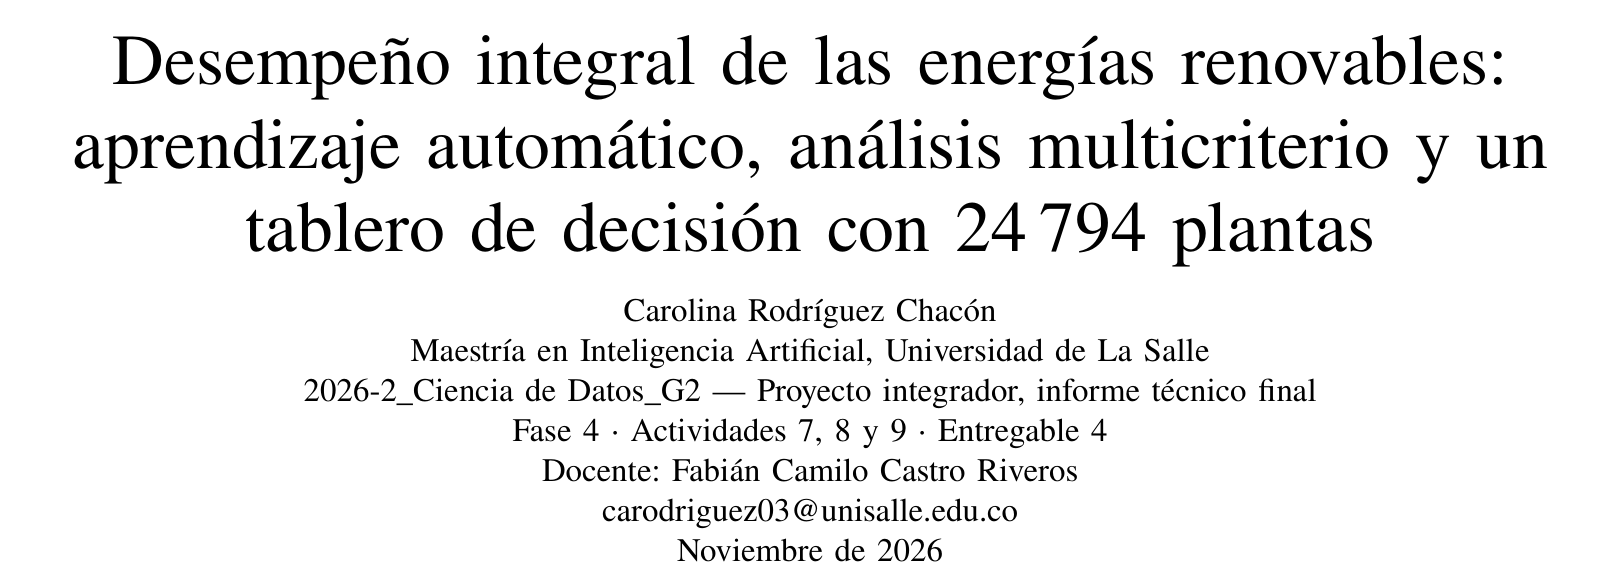 Desempeño integral de las energías renovables:
aprendizaje automático, análisis multicriterio y un
tablero de decisión con 24 794 plantas
Carolina Rodríguez Chacón
Maestría en Inteligencia Artificial, Universidad de La Salle
2026-2_Ciencia de Datos_G2 — Proyecto integrador, informe técnico final
Fase 4 · Actividades 7, 8 y 9 · Entregable 4
Docente: Fabián Camilo Castro Riveros
carodriguez03@unisalle.edu.co
Noviembre de 2026